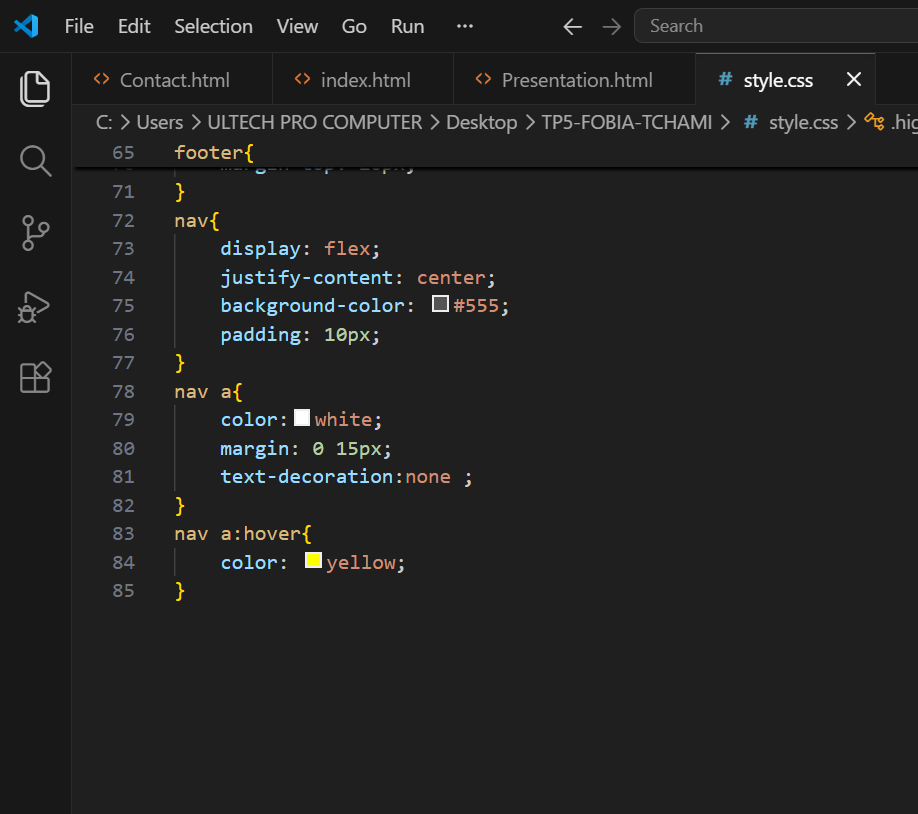 File Edit Selection View Go Run ··· Search
Contact.html index.html Presentation.html # style.css
C: > Users > ULTECH PRO COMPUTER > Desktop > TP5-FOBIA-TCHAMI > # style.css >
65 footer{
71 }
72 nav{
73 display: flex;
74 justify-content: center;
75 background-color: #555;
76 padding: 10px;
77 }
78 nav a{
79 color: white;
80 margin: 0 15px;
81 text-decoration:none ;
82 }
83 nav a:hover{
84 color: yellow;
85 }